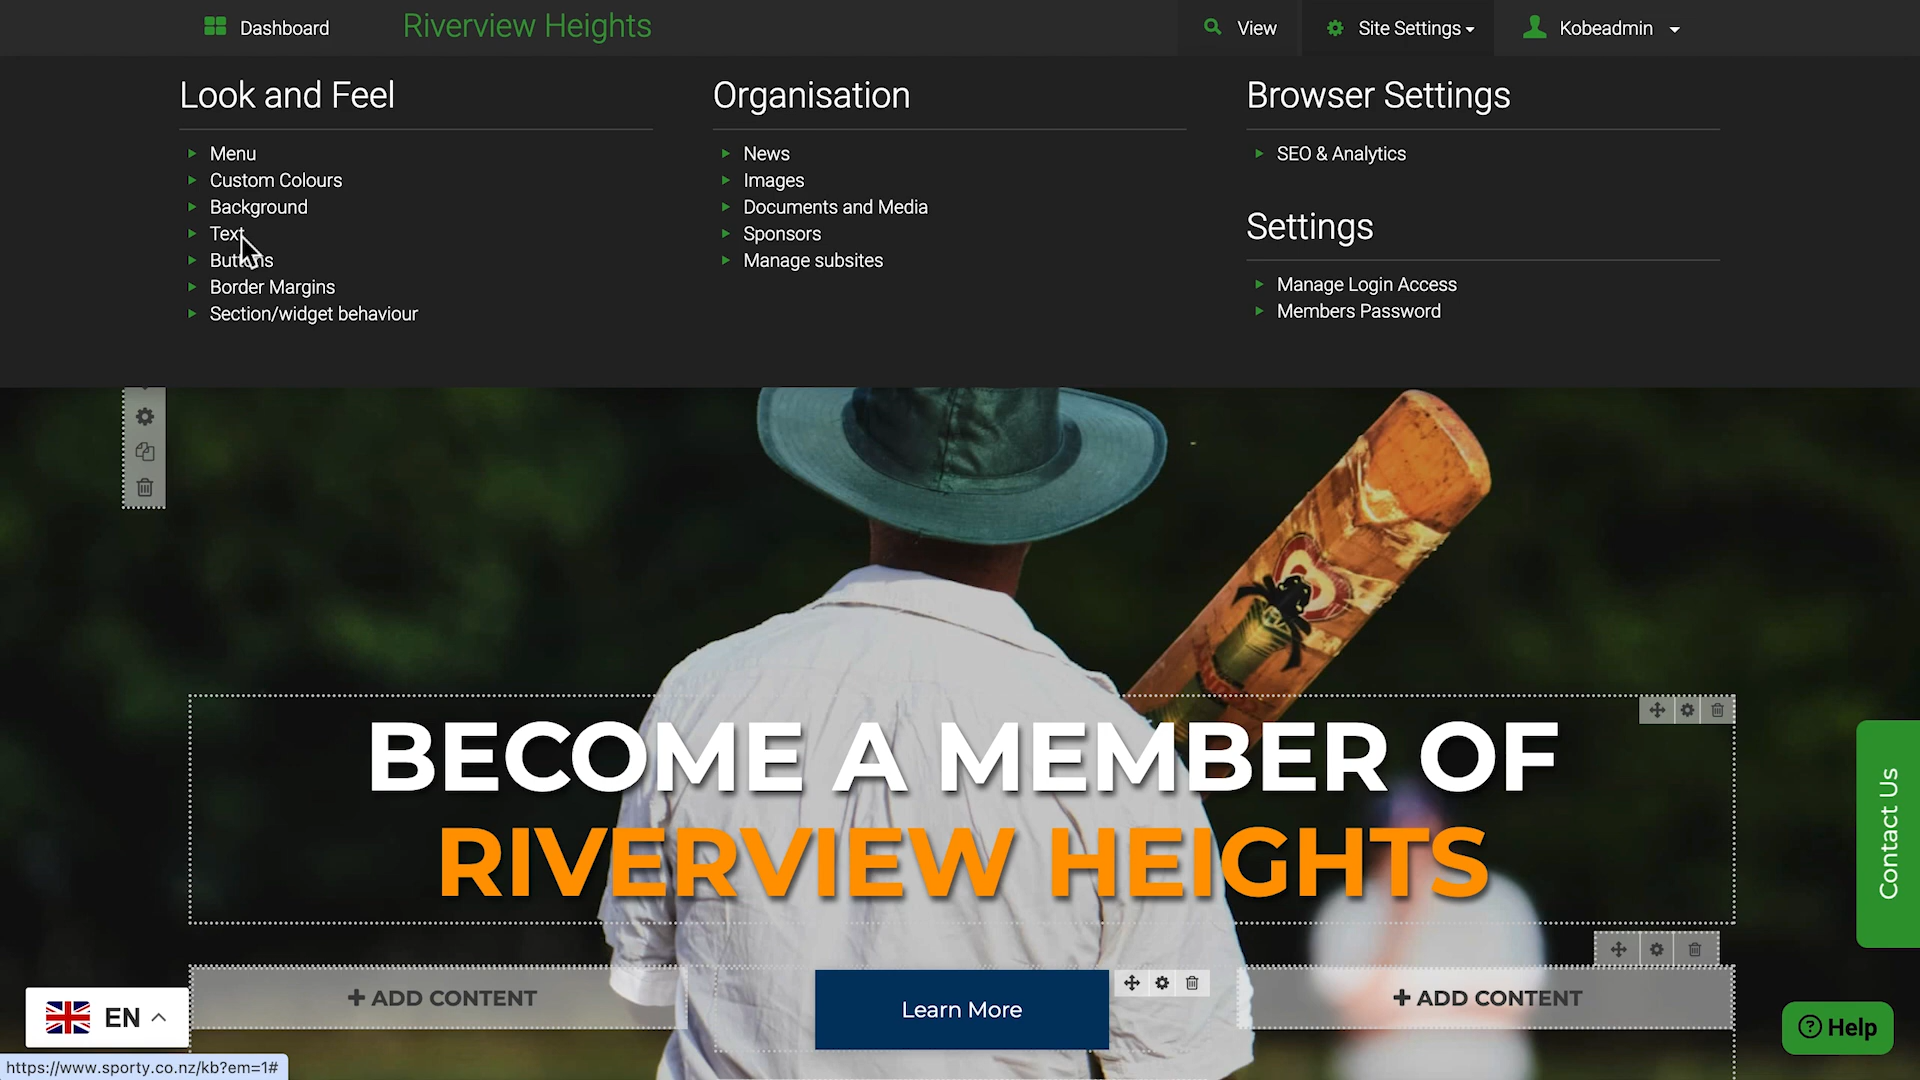 Dashboard
Riverview Heights
View
Site Settings
Kobeadmin
Look and Feel
Menu
Custom Colours
Background
Text
Buttons
Border Margins
Section/widget behaviour
Organisation
News
Images
Documents and Media
Sponsors
Manage subsites
Browser Settings
SEO & Analytics
Settings
Manage Login Access
Members Password
BECOME A MEMBER OF
RIVERVIEW HEIGHTS
Contact Us
+ ADD CONTENT
Learn More
+ ADD CONTENT
EN
? Help
https://www.sporty.co.nz/kb?em=1#